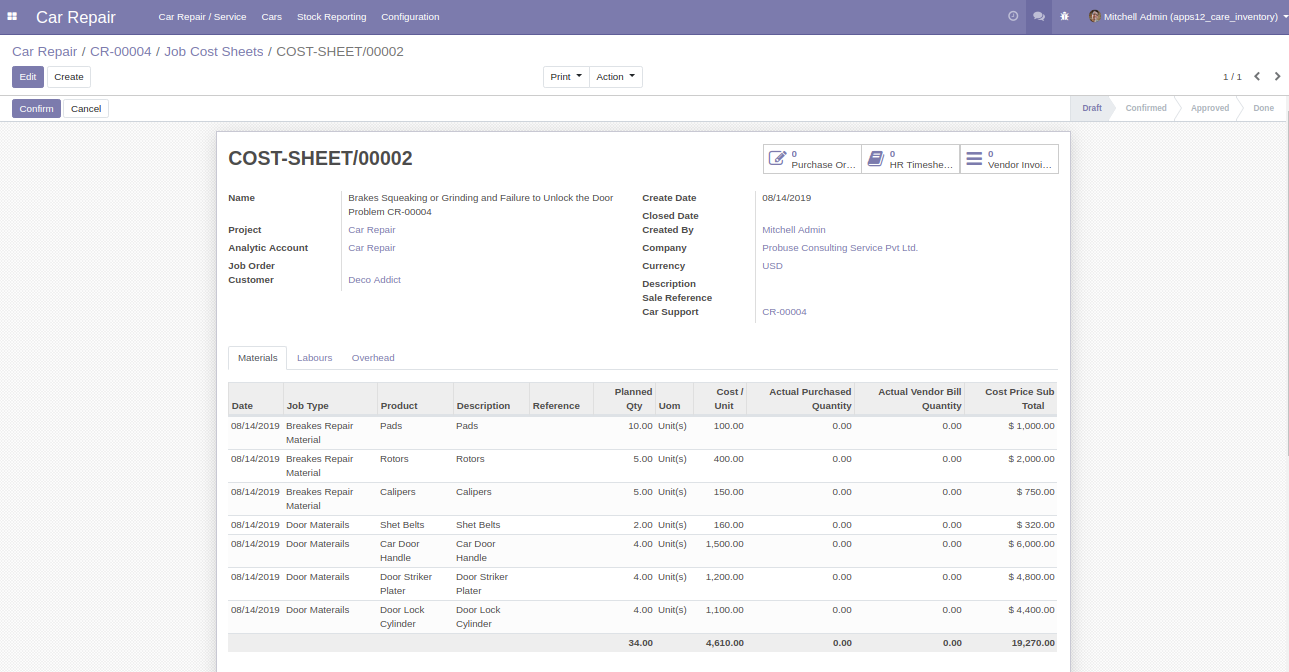 Car Repair
Car Repair / Service Cars Stock Reporting Configuration
Mitchell Admin (apps12_care_inventory)
Car Repair / CR-00004 / Job Cost Sheets / COST-SHEET/00002
Edit Create Print Action 1 / 1
Confirm Cancel Draft Confirmed Approved Done
COST-SHEET/00002
0 Purchase Or...
0 HR Timeshe...
0 Vendor Invoi...
Name Brakes Squeaking or Grinding and Failure to Unlock the Door
Problem CR-00004
Project Car Repair
Analytic Account Car Repair
Job Order
Customer Deco Addict
Create Date 08/14/2019
Closed Date
Created By Mitchell Admin
Company Probuse Consulting Service Pvt Ltd.
Currency USD
Description
Sale Reference
Car Support CR-00004
Materials Labours Overhead
Date Job Type Product Description Reference Planned Qty Uom Cost / Unit Actual Purchased Quantity Actual Vendor Bill Quantity Cost Price Sub Total
08/14/2019 Breakes Repair Material Pads Pads 10.00 Unit(s) 100.00 0.00 0.00 $ 1,000.00
08/14/2019 Breakes Repair Material Rotors Rotors 5.00 Unit(s) 400.00 0.00 0.00 $ 2,000.00
08/14/2019 Breakes Repair Material Calipers Calipers 5.00 Unit(s) 150.00 0.00 0.00 $ 750.00
08/14/2019 Door Materails Shet Belts Shet Belts 2.00 Unit(s) 160.00 0.00 0.00 $ 320.00
08/14/2019 Door Materails Car Door Handle Car Door Handle 4.00 Unit(s) 1,500.00 0.00 0.00 $ 6,000.00
08/14/2019 Door Materails Door Striker Plater Door Striker Plater 4.00 Unit(s) 1,200.00 0.00 0.00 $ 4,800.00
08/14/2019 Door Materails Door Lock Cylinder Door Lock Cylinder 4.00 Unit(s) 1,100.00 0.00 0.00 $ 4,400.00
34.00 4,610.00 0.00 0.00 19,270.00